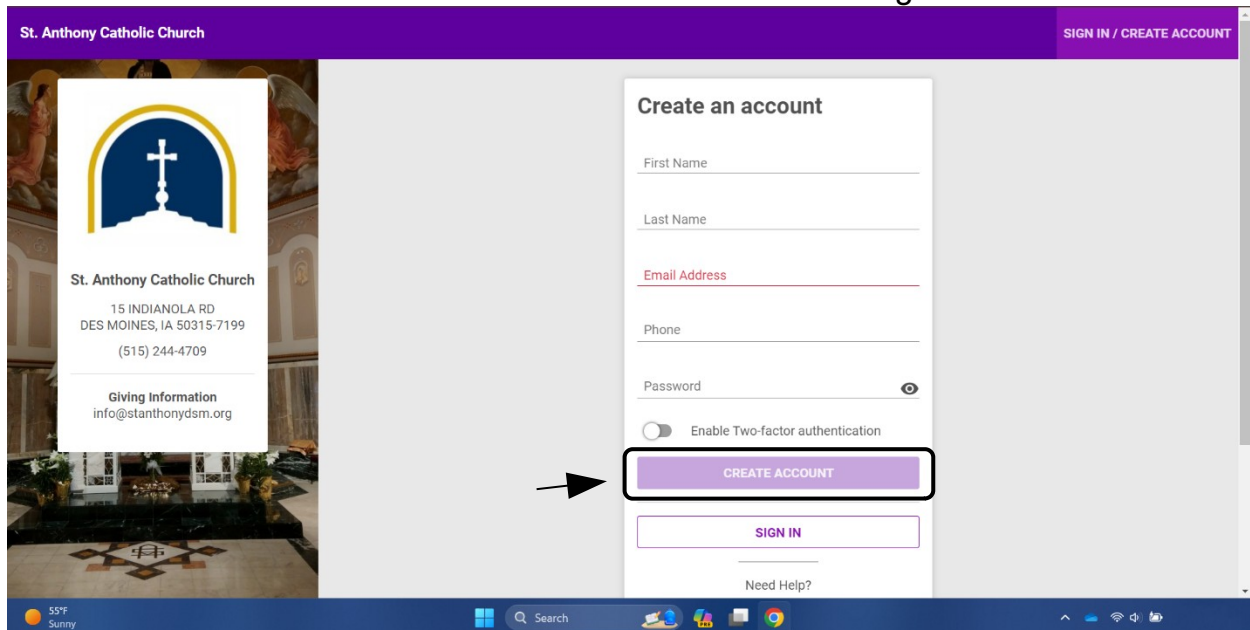 St. Anthony Catholic Church
SIGN IN / CREATE ACCOUNT
St. Anthony Catholic Church
15 INDIANOLA RD
DES MOINES, IA 50315-7199
(515) 244-4709
Giving Information
info@stanthonydsm.org
Create an account
First Name
Last Name
Email Address
Phone
Password
Enable Two-factor authentication
CREATE ACCOUNT
SIGN IN
Need Help?
55°F
Sunny
Search